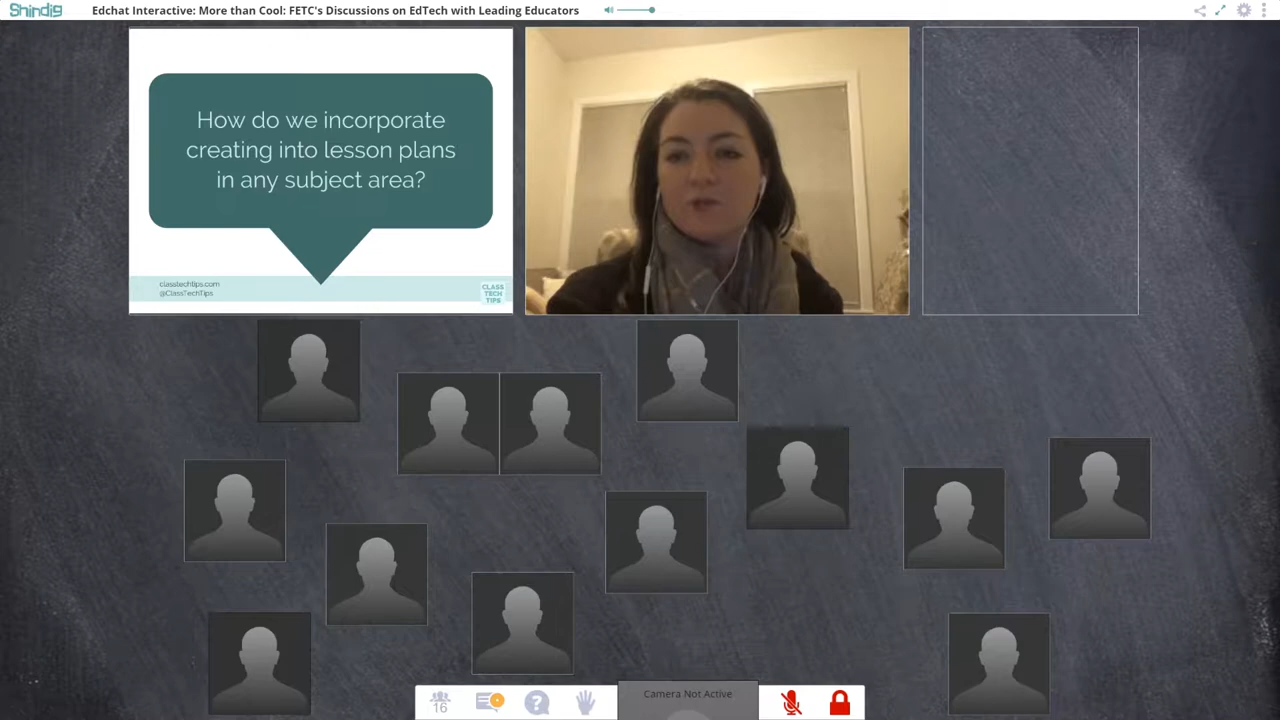 Shindig
Edchat Interactive: More than Cool: FETC's Discussions on EdTech with Leading Educators
How do we incorporate
creating into lesson plans
in any subject area?
classtechtips.com
@ClassTechTips
CLASS
TECH
TIPS
16
?
Camera Not Active